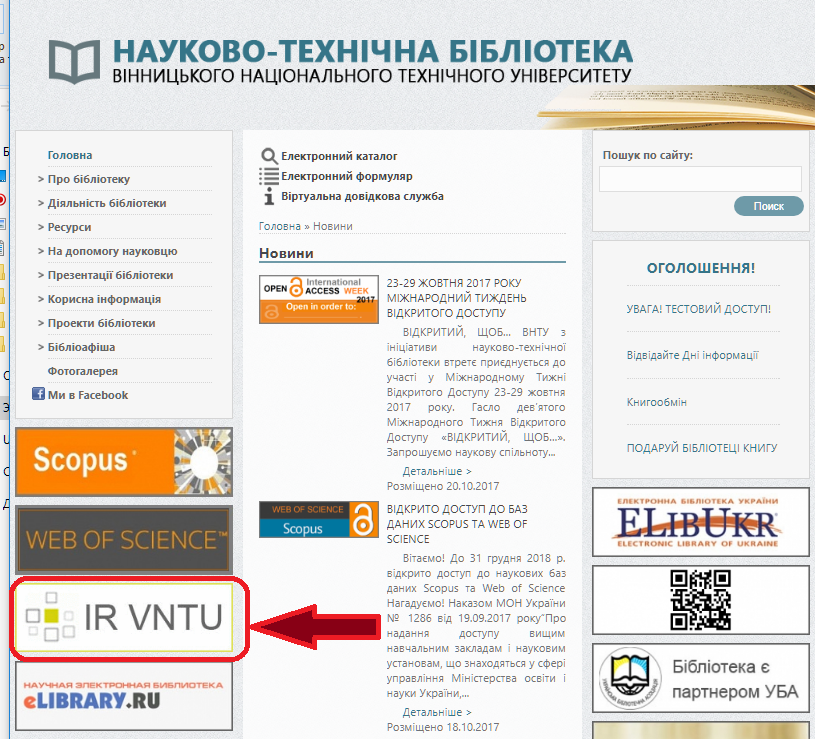 НАУКОВО-ТЕХНІЧНА БІБЛІОТЕКА
ВІННИЦЬКОГО НАЦІОНАЛЬНОГО ТЕХНІЧНОГО УНІВЕРСИТЕТУ
Головна
> Про бібліотеку
> Діяльність бібліотеки
> Ресурси
> На допомогу науковцю
> Презентації бібліотеки
> Корисна інформація
> Проекти бібліотеки
> Бібліоафіша
Фотогалерея
Ми в Facebook
Scopus
WEB OF SCIENCE™
IR VNTU
НАУЧНАЯ ЭЛЕКТРОННАЯ БИБЛИОТЕКА
eLIBRARY.RU
Електронний каталог
Електронний формуляр
Віртуальна довідкова служба
Головна » Новини
Новини
OPEN ACCESS International
WEEK
2017
Open in order to:
23-29 ЖОВТНЯ 2017 РОКУ
МІЖНАРОДНИЙ ТИЖДЕНЬ
ВІДКРИТОГО ДОСТУПУ
ВІДКРИТИЙ, ЩОБ... ВНТУ з
ініціативи науково-технічної
бібліотеки втретє приєднується до
участі у Міжнародному Тижні
Відкритого Доступу 23-29 жовтня
2017 року. Гасло дев'ятого
Міжнародного Тижня Відкритого
Доступу «ВІДКРИТИЙ, ЩОБ...».
Запрошуємо наукову спільноту...
Детальніше >
Розміщено 20.10.2017
WEB OF SCIENCE
Scopus
ВІДКРИТО ДОСТУП ДО БАЗ
ДАНИХ SCOPUS ТА WEB OF
SCIENCE
Вітаємо! До 31 грудня 2018 р.
відкрито доступ до наукових баз
даних Scopus та Web of Science
Нагадуємо! Наказом МОН України
№ 1286 від 19.09.2017 року"Про
надання доступу вищим
навчальним закладам і науковим
установам, що знаходяться у сфері
управління Міністерства освіти і
науки України,...
Детальніше >
Розміщено 18.10.2017
Пошук по сайту:
Поиск
ОГОЛОШЕННЯ!
УВАГА! ТЕСТОВИЙ ДОСТУП!
Відвідайте Дні інформації
Книгообмін
ПОДАРУЙ БІБЛІОТЕЦІ КНИГУ
ЕЛЕКТРОННА БІБЛІОТЕКА УКРАЇНИ
ELIBUKR
ELECTRONIC LIBRARY OF UKRAINE
Бібліотека є
партнером УБА